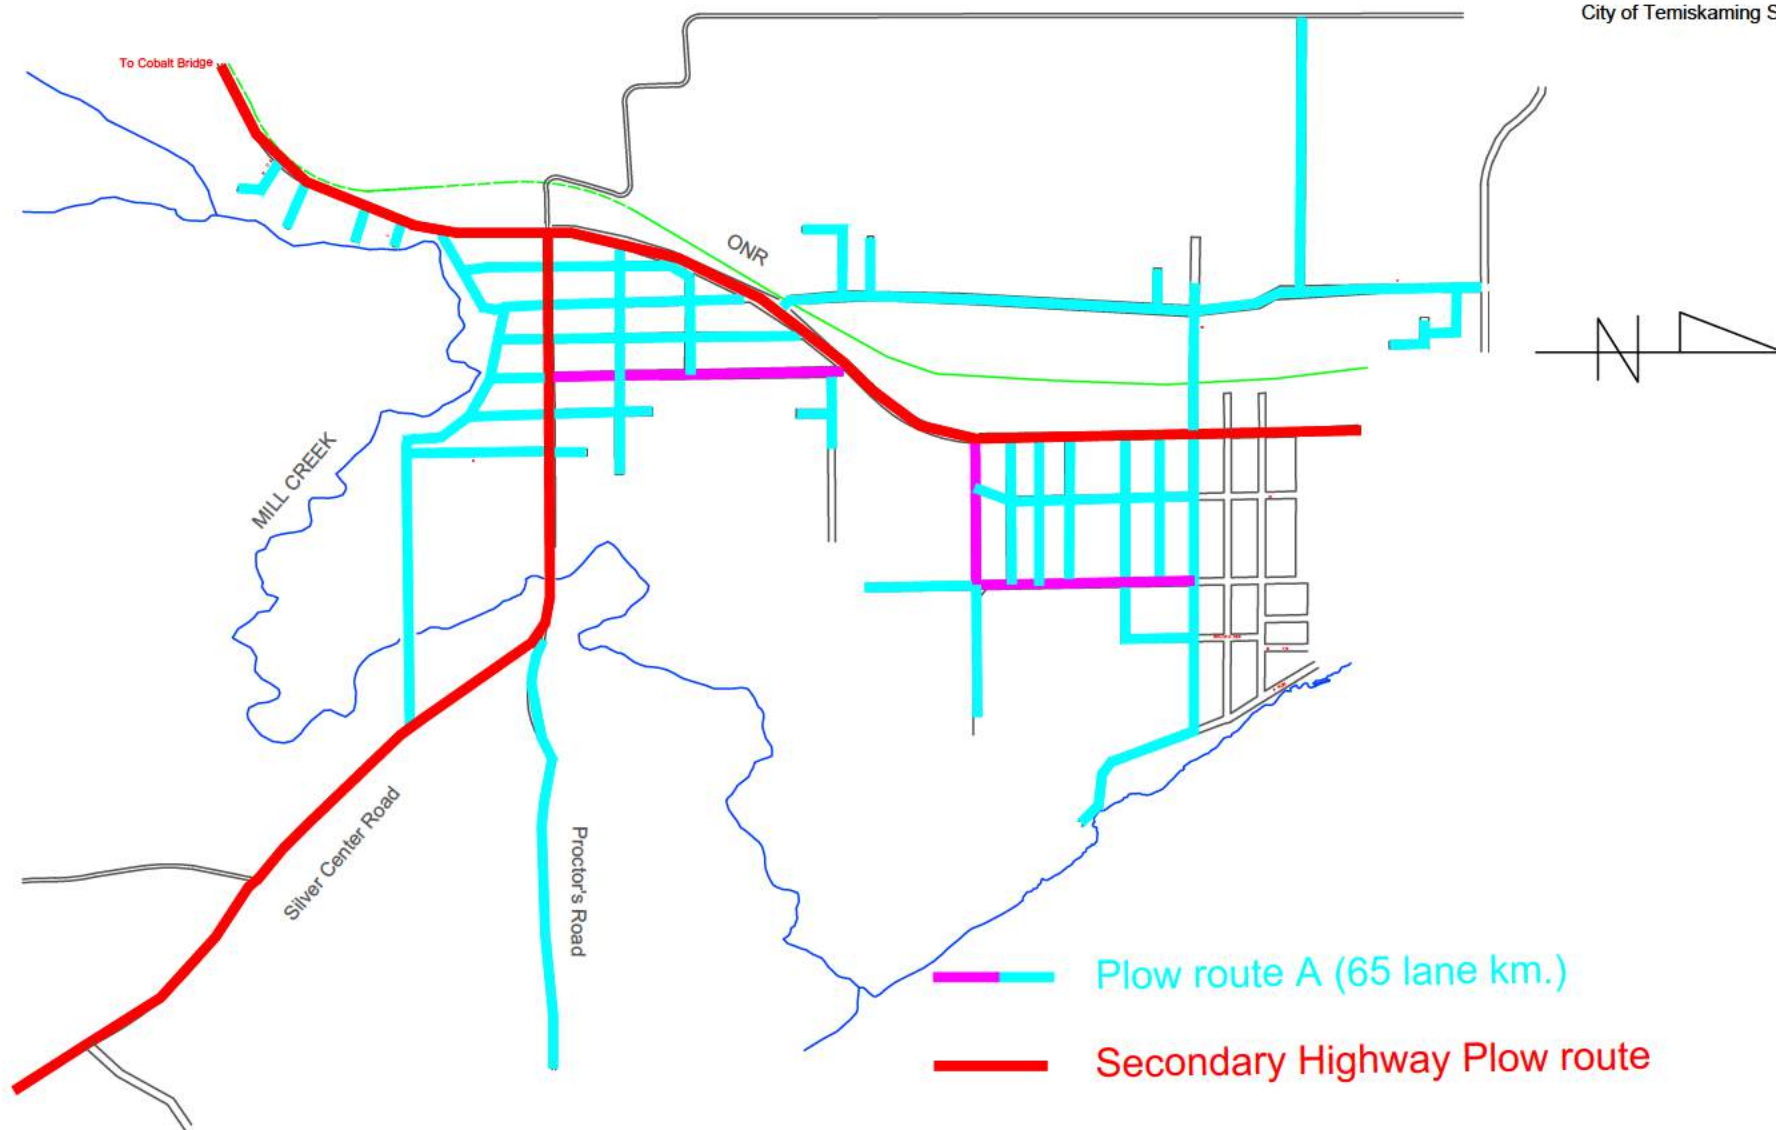 City of Temiskaming S
To Cobalt Bridge
ONR
N
MILL CREEK
Silver Center Road
Proctor's Road
Plow route A (65 lane km.)
Secondary Highway Plow route